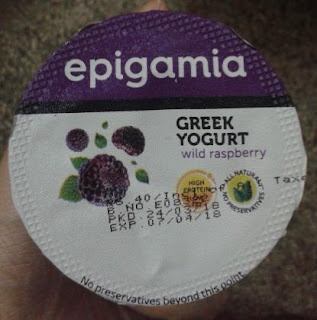 epigamia
GREEK
YOGURT
wild raspberry
HIGH
PROTEIN
ALL NATURAL
NO PRESERVATIVES
40/
PKD. 24/03/18
EXP. 07/04/18
No preservatives beyond this point